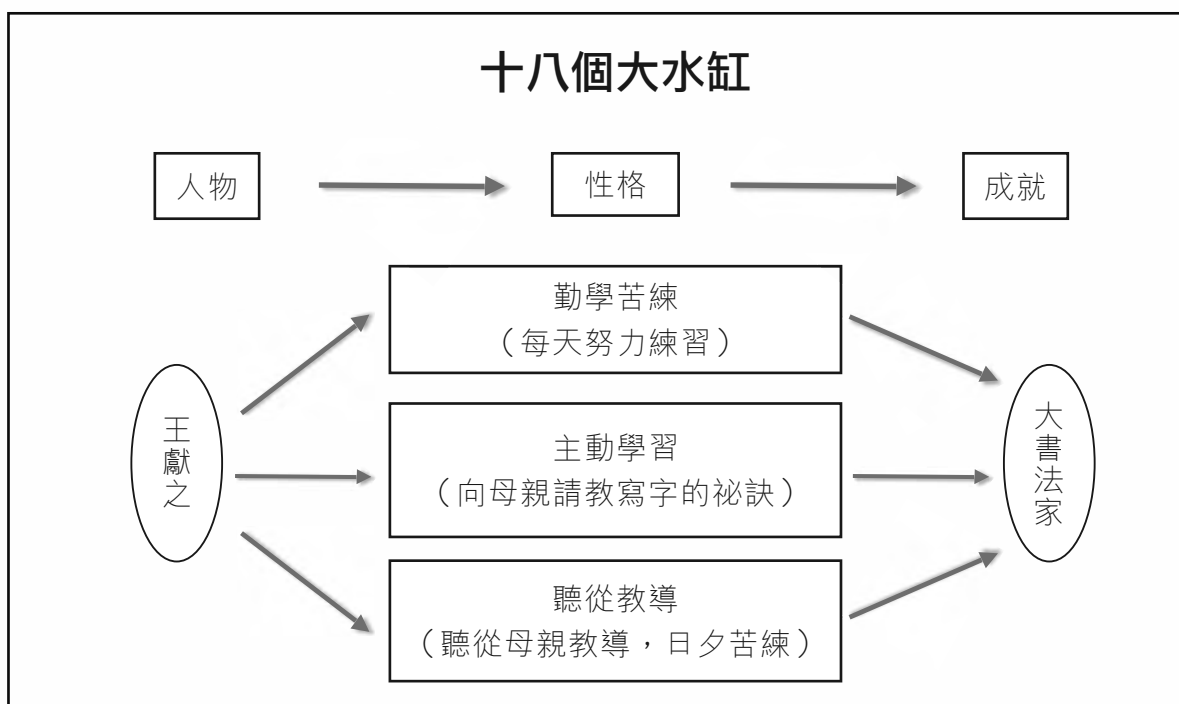 十八個大水缸
人物
性格
成就
王獻之
勤學苦練
（每天努力練習）
主動學習
（向母親請教寫字的祕訣）
聽從教導
（聽從母親教導，日夕苦練）
大書法家